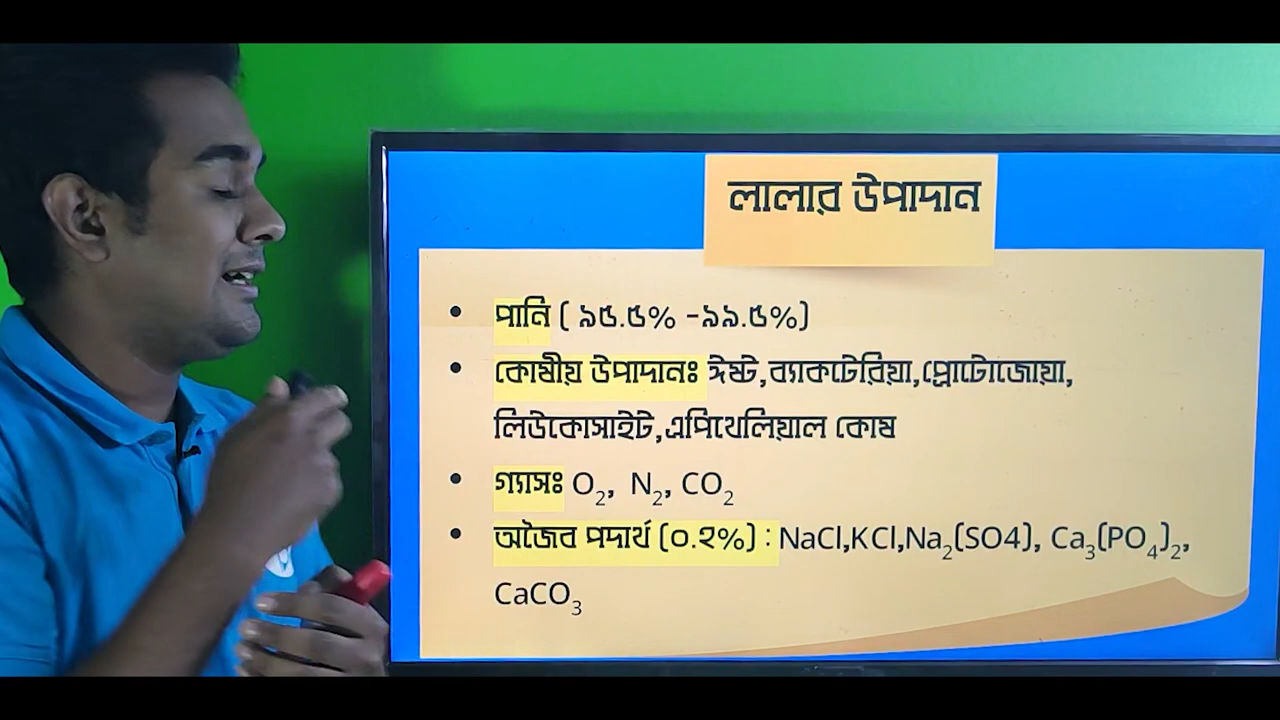 লালার উপাদান
• পানি ( ৯৫.৫% -৯৯.৫%)
• কোষীয় উপাদানঃ ঈষ্ট,ব্যাকটেরিয়া,প্রোটোজোয়া,
লিউকোসাইট,এপিথেলিয়াল কোষ
• গ্যাসঃ O₂, N₂, CO₂
• অজৈব পদার্থ (০.২%) : NaCl,KCl,Na₂(SO4), Ca₃(PO₄)₂,
CaCO₃